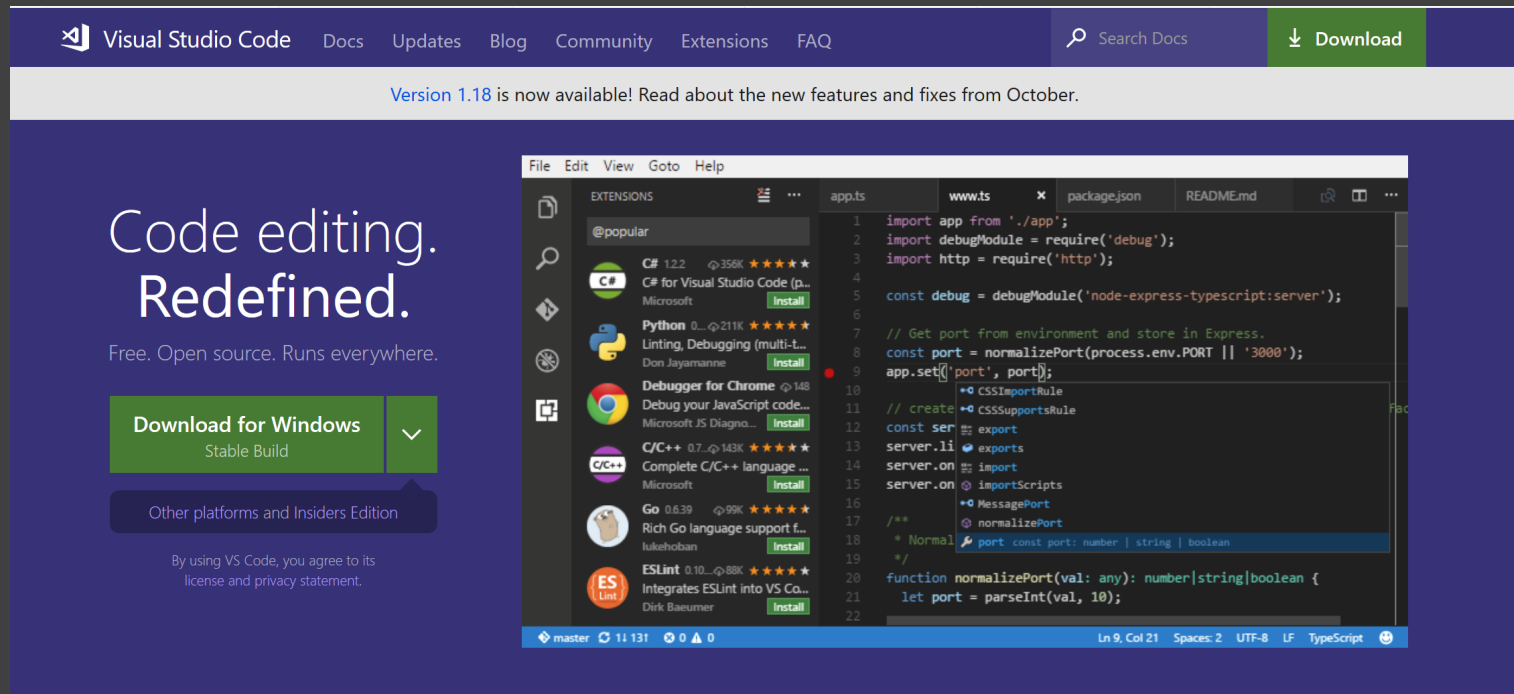 Visual Studio Code Docs Updates Blog Community Extensions FAQ Search Docs Download
Version 1.18 is now available! Read about the new features and fixes from October.
Code editing.
Redefined.
Free. Open source. Runs everywhere.
Download for Windows
Stable Build
Other platforms and Insiders Edition
By using VS Code, you agree to its
license and privacy statement.
File Edit View Goto Help
EXTENSIONS
@popular
C# 1.2.2 356K
C#
C# for Visual Studio Code (p...
Microsoft Install
Python 0... 211K
Linting, Debugging (multi-t...
Don Jayamanne Install
Debugger for Chrome 148
Debug your JavaScript code...
Microsoft JS Diagno... Install
C/C++ 0.7... 143K
C/C++
Complete C/C++ language ...
Microsoft Install
Go 0.6.39 99K
Rich Go language support f...
lukehoban Install
ESLint 0.10... 88K
ES
Lint
Integrates ESLint into VS Co...
Dirk Baeumer Install
app.ts www.ts package.json README.md
1 import app from './app';
2 import debugModule = require('debug');
3 import http = require('http');
4
5 const debug = debugModule('node-express-typescript:server');
6
7 // Get port from environment and store in Express.
8 const port = normalizePort(process.env.PORT || '3000');
9 app.set('port', port);
10
11 // create fac
12 const ser
13 server.li
14 server.on
15 server.on
16
17 /**
18 * Normal
19 */
20 function normalizePort(val: any): number|string|boolean {
21 let port = parseInt(val, 10);
22
CSSImportRule
CSSSupportsRule
export
exports
import
importScripts
MessagePort
normalizePort
port const port: number | string | boolean
master 1↓ 13↑ 0 0 Ln 9, Col 21 Spaces: 2 UTF-8 LF TypeScript